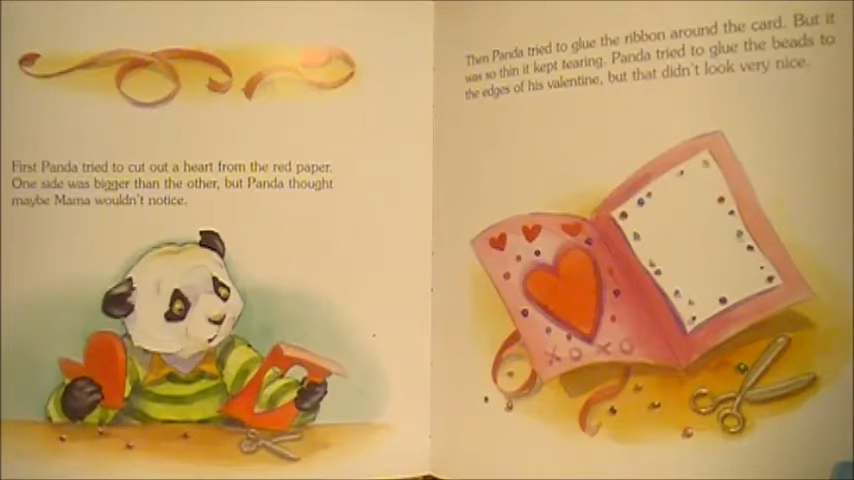 First Panda tried to cut out a heart from the red paper.
One side was bigger than the other, but Panda thought
maybe Mama wouldn't notice.
Then Panda tried to glue the ribbon around the card. But it
was so thin it kept tearing. Panda tried to glue the beads to
the edges of his valentine, but that didn't look very nice.
XOXO